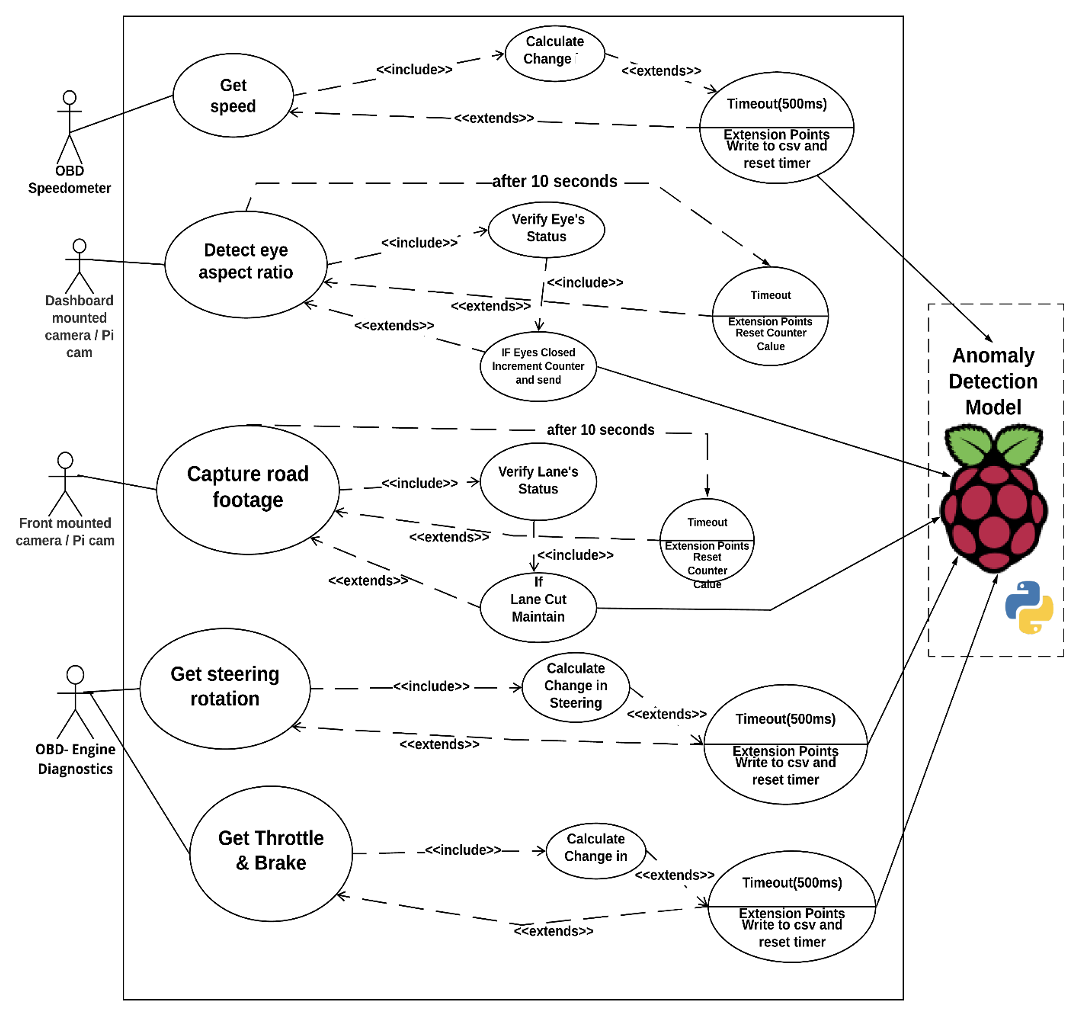 Calculate
Change
<<include>>
<<extends>>
Get
speed
Timeout(500ms)
<<extends>>
Extension Points
Write to csv and
reset timer
OBD
Speedometer
after 10 seconds
Verify Eye's
Status
<<include>>
Detect eye
aspect ratio
<<include>>
Timeout
<<extends>>
Extension Points
Reset Counter
Calue
<<extends>>
Dashboard
mounted
camera / Pi
cam
IF Eyes Closed
Increment Counter
and send
Anomaly
Detection
Model
after 10 seconds
Capture road
footage
<<include>>
Verify Lane's
Status
Front mounted
camera / Pi cam
Timeout
<<extends>>
Extension Points
Reset
Counter
Calue
<<include>>
<<extends>>
If
Lane Cut
Maintain
Get steering
rotation
<<include>>
Calculate
Change in
Steering
<<extends>>
Timeout(500ms)
<<extends>>
Extension Points
Write to csv and
reset timer
OBD- Engine
Diagnostics
Get Throttle
& Brake
<<include>>
Calculate
Change in
<<extends>>
Timeout(500ms)
Extension Points
Write to csv and
reset timer
<<extends>>